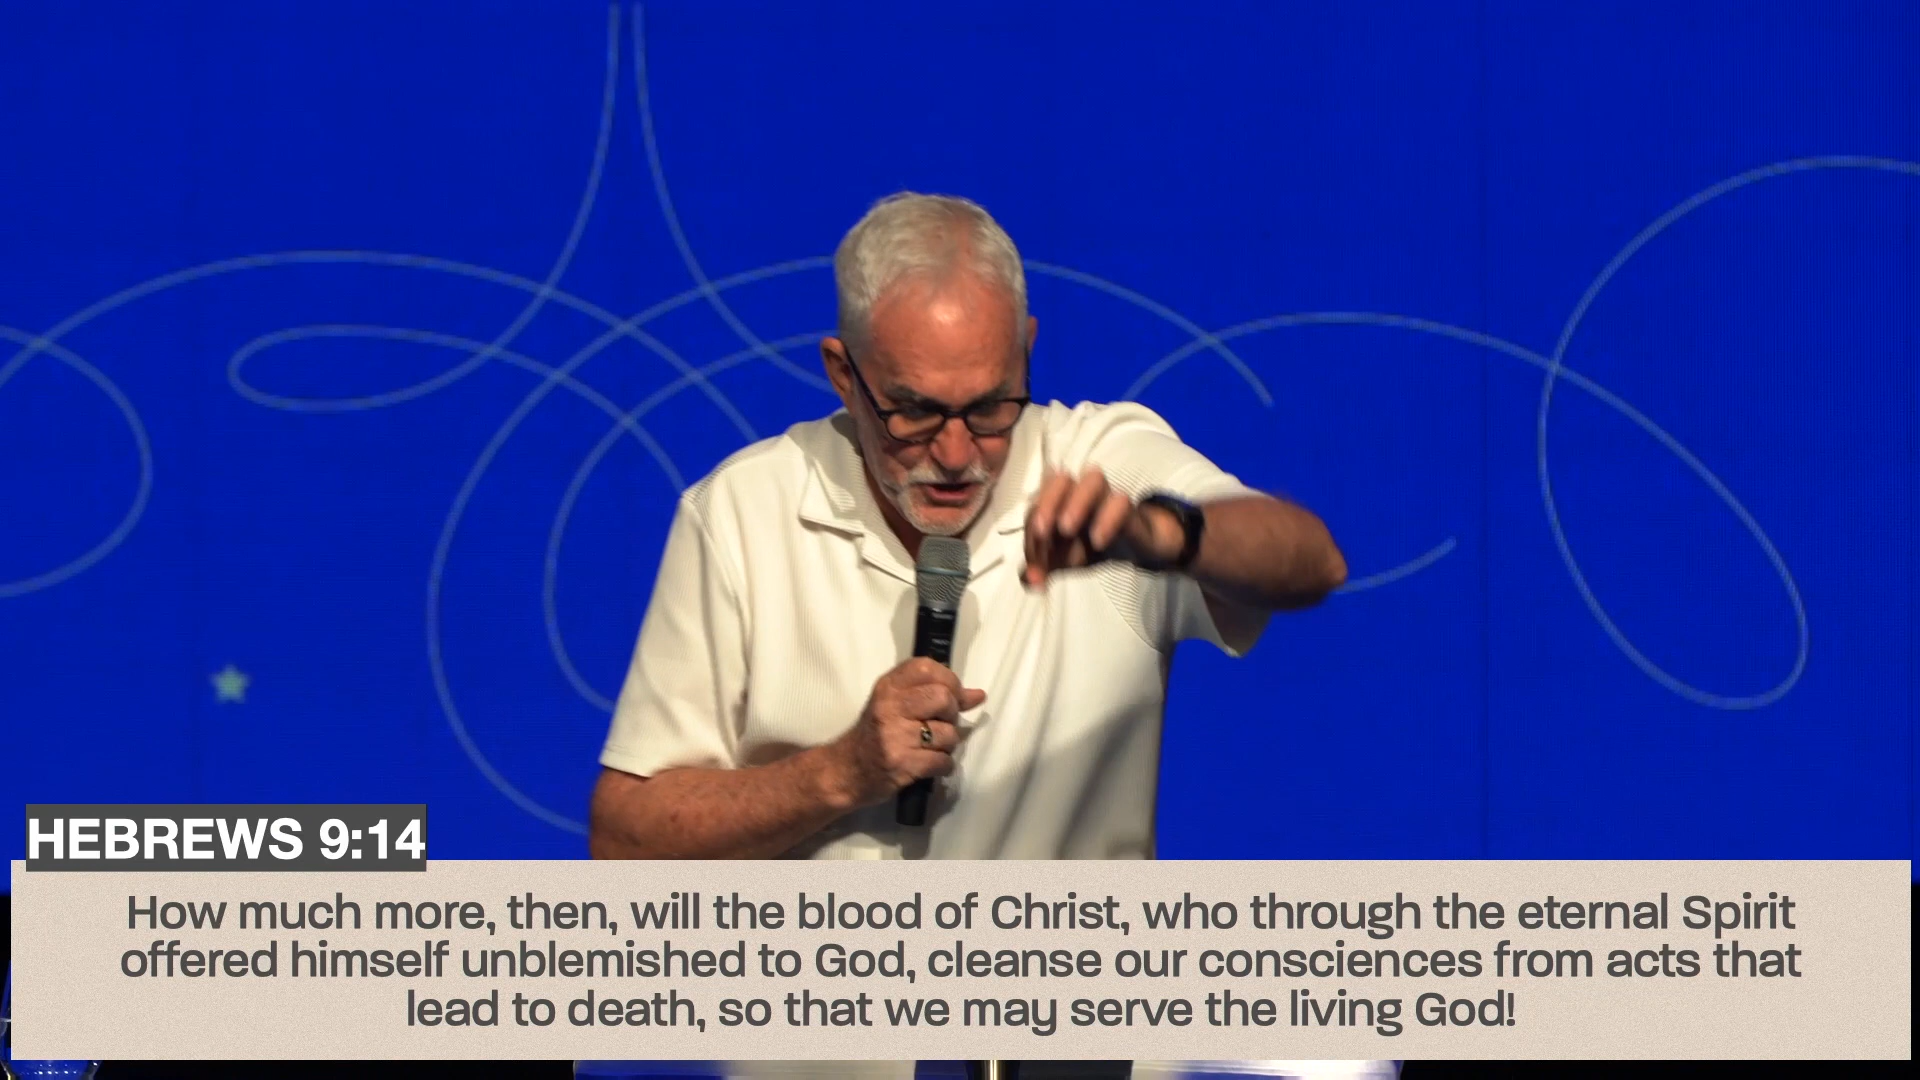 HEBREWS 9:14
How much more, then, will the blood of Christ, who through the eternal Spirit
offered himself unblemished to God, cleanse our consciences from acts that
lead to death, so that we may serve the living God!